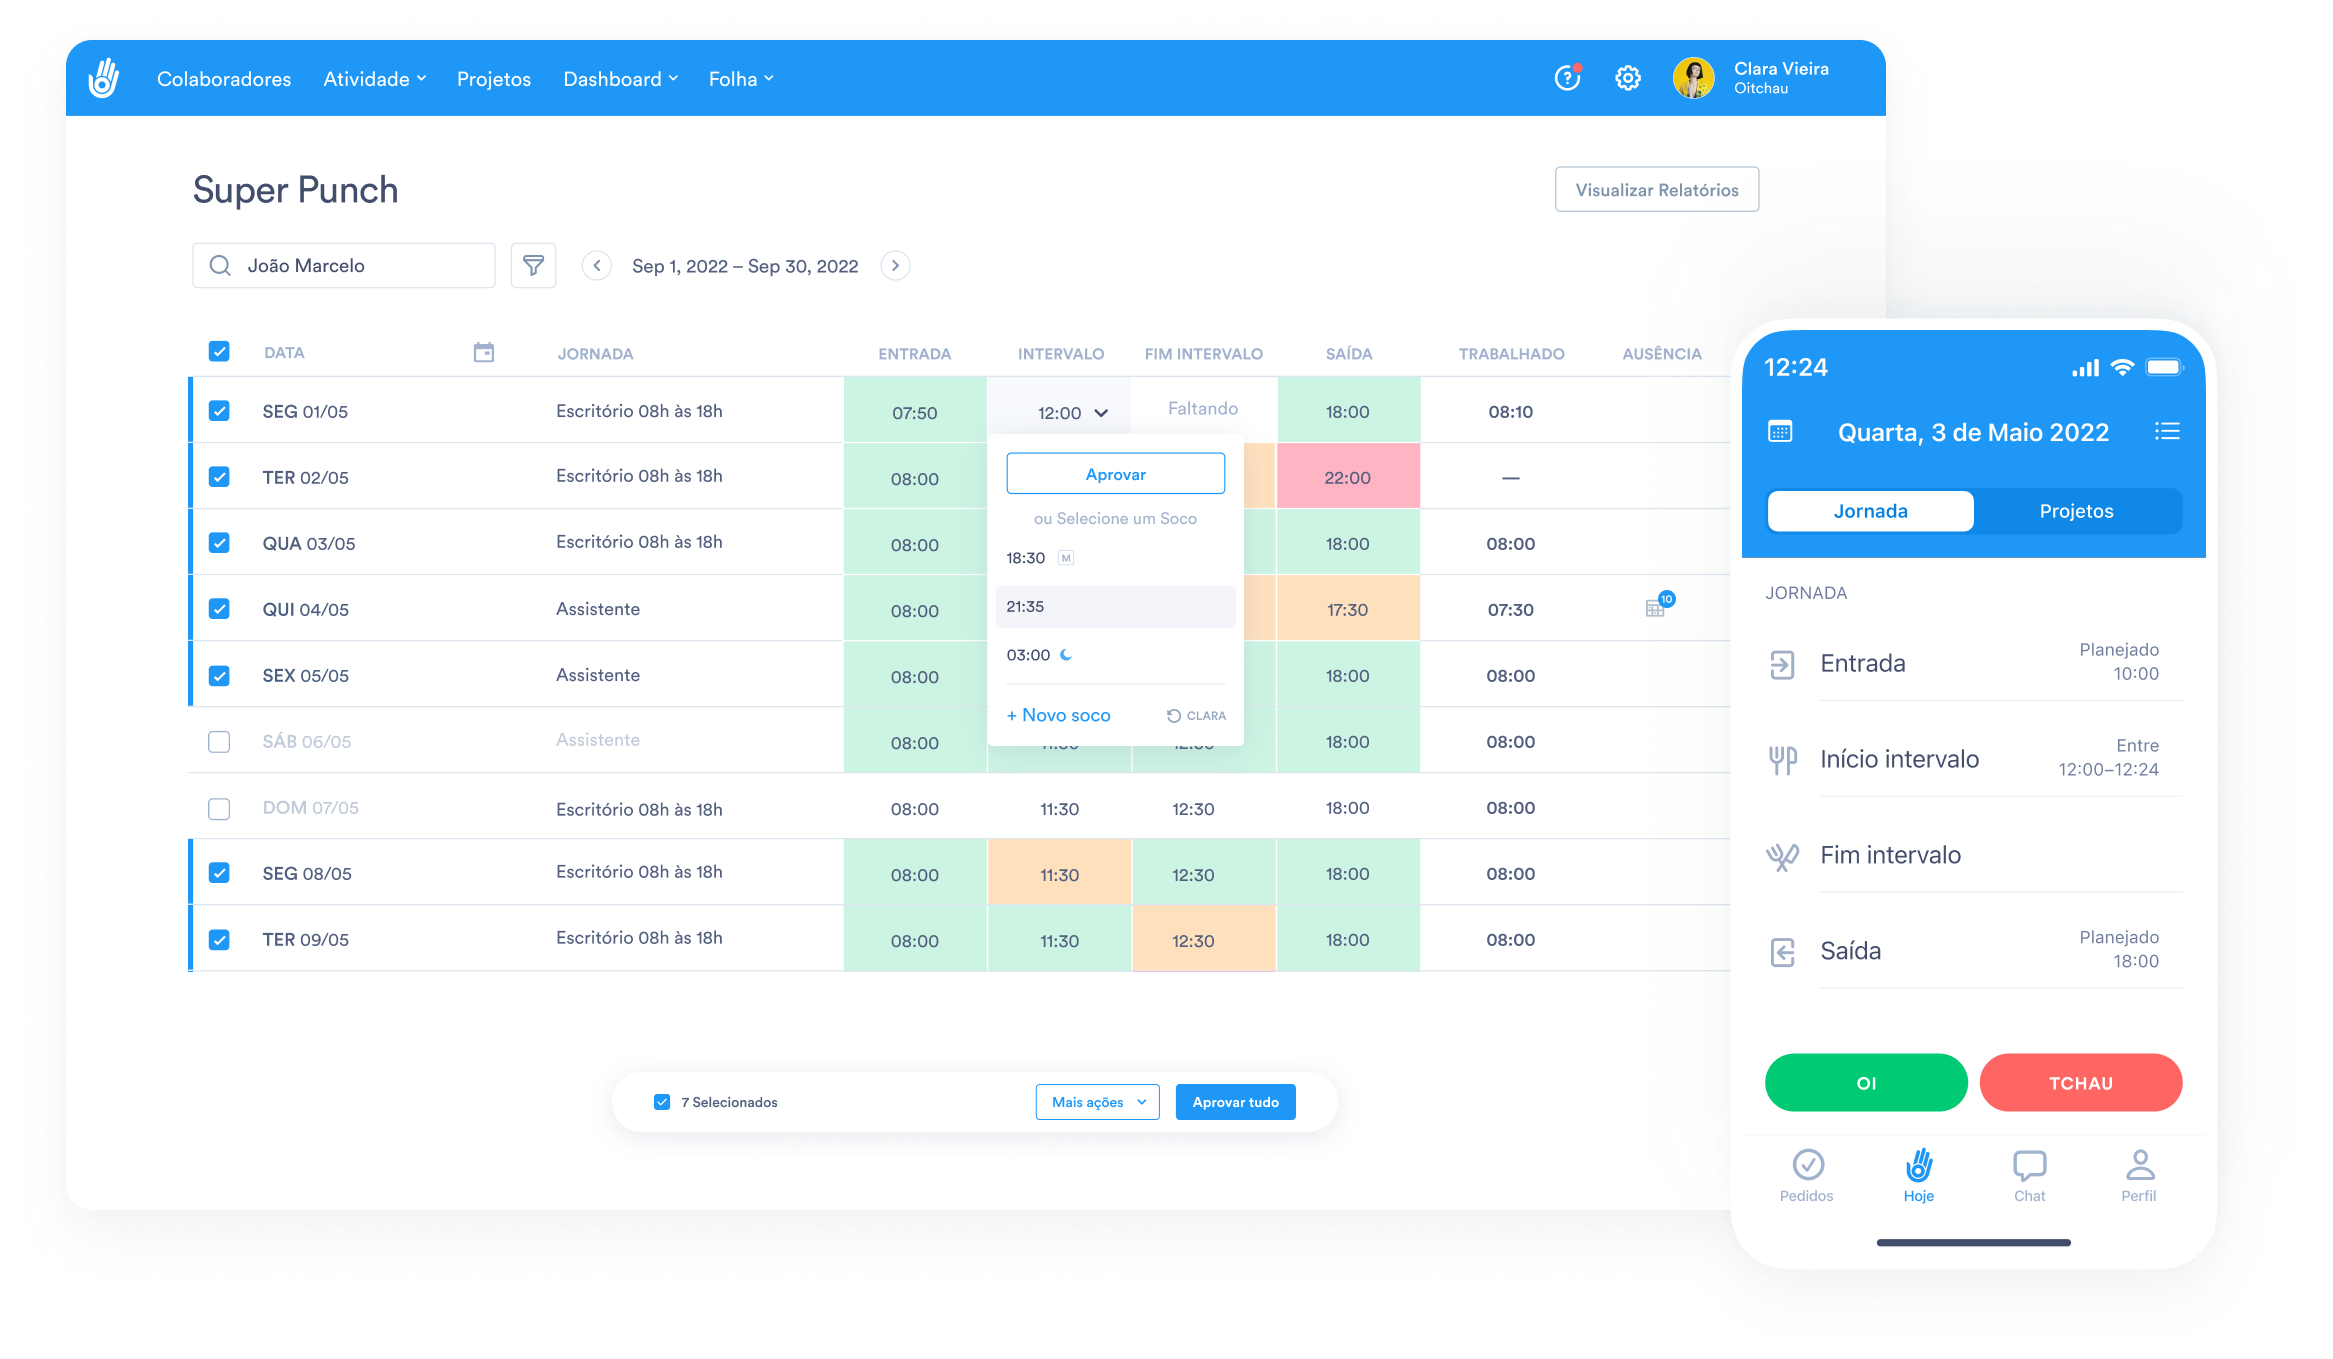 Colaboradores Atividade Projetos Dashboard Folha
Clara Vieira
Oitchau
Super Punch
Visualizar Relatórios
João Marcelo
Sep 1, 2022 – Sep 30, 2022
DATA JORNADA ENTRADA INTERVALO FIM INTERVALO SAÍDA TRABALHADO AUSÊNCIA
SEG 01/05 Escritório 08h às 18h 07:50 12:00 Faltando 18:00 08:10
TER 02/05 Escritório 08h às 18h 08:00 22:00 —
QUA 03/05 Escritório 08h às 18h 08:00 18:00 08:00
QUI 04/05 Assistente 08:00 17:30 07:30 10
SEX 05/05 Assistente 08:00 18:00 08:00
SÁB 06/05 Assistente 08:00 18:00 08:00
DOM 07/05 Escritório 08h às 18h 08:00 11:30 12:30 18:00 08:00
SEG 08/05 Escritório 08h às 18h 08:00 11:30 12:30 18:00 08:00
TER 09/05 Escritório 08h às 18h 08:00 11:30 12:30 18:00 08:00
Aprovar
ou Selecione um Soco
18:30 M
21:35
03:00
+ Novo soco CLARA
7 Selecionados Mais ações Aprovar tudo
12:24
Quarta, 3 de Maio 2022
Jornada Projetos
JORNADA
Entrada
Planejado
10:00
Início intervalo
Entre
12:00–12:24
Fim intervalo
Saída
Planejado
18:00
OI TCHAU
Pedidos Hoje Chat Perfil